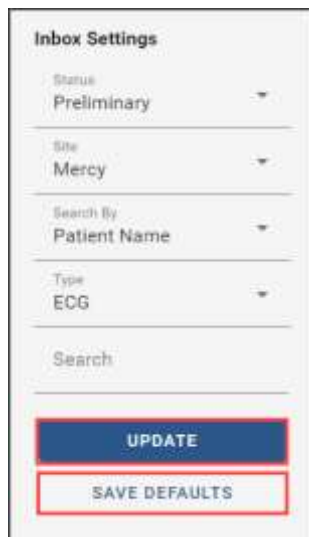 Inbox Settings
Status
Preliminary
Site
Mercy
Search By
Patient Name
Type
ECG
Search
UPDATE
SAVE DEFAULTS